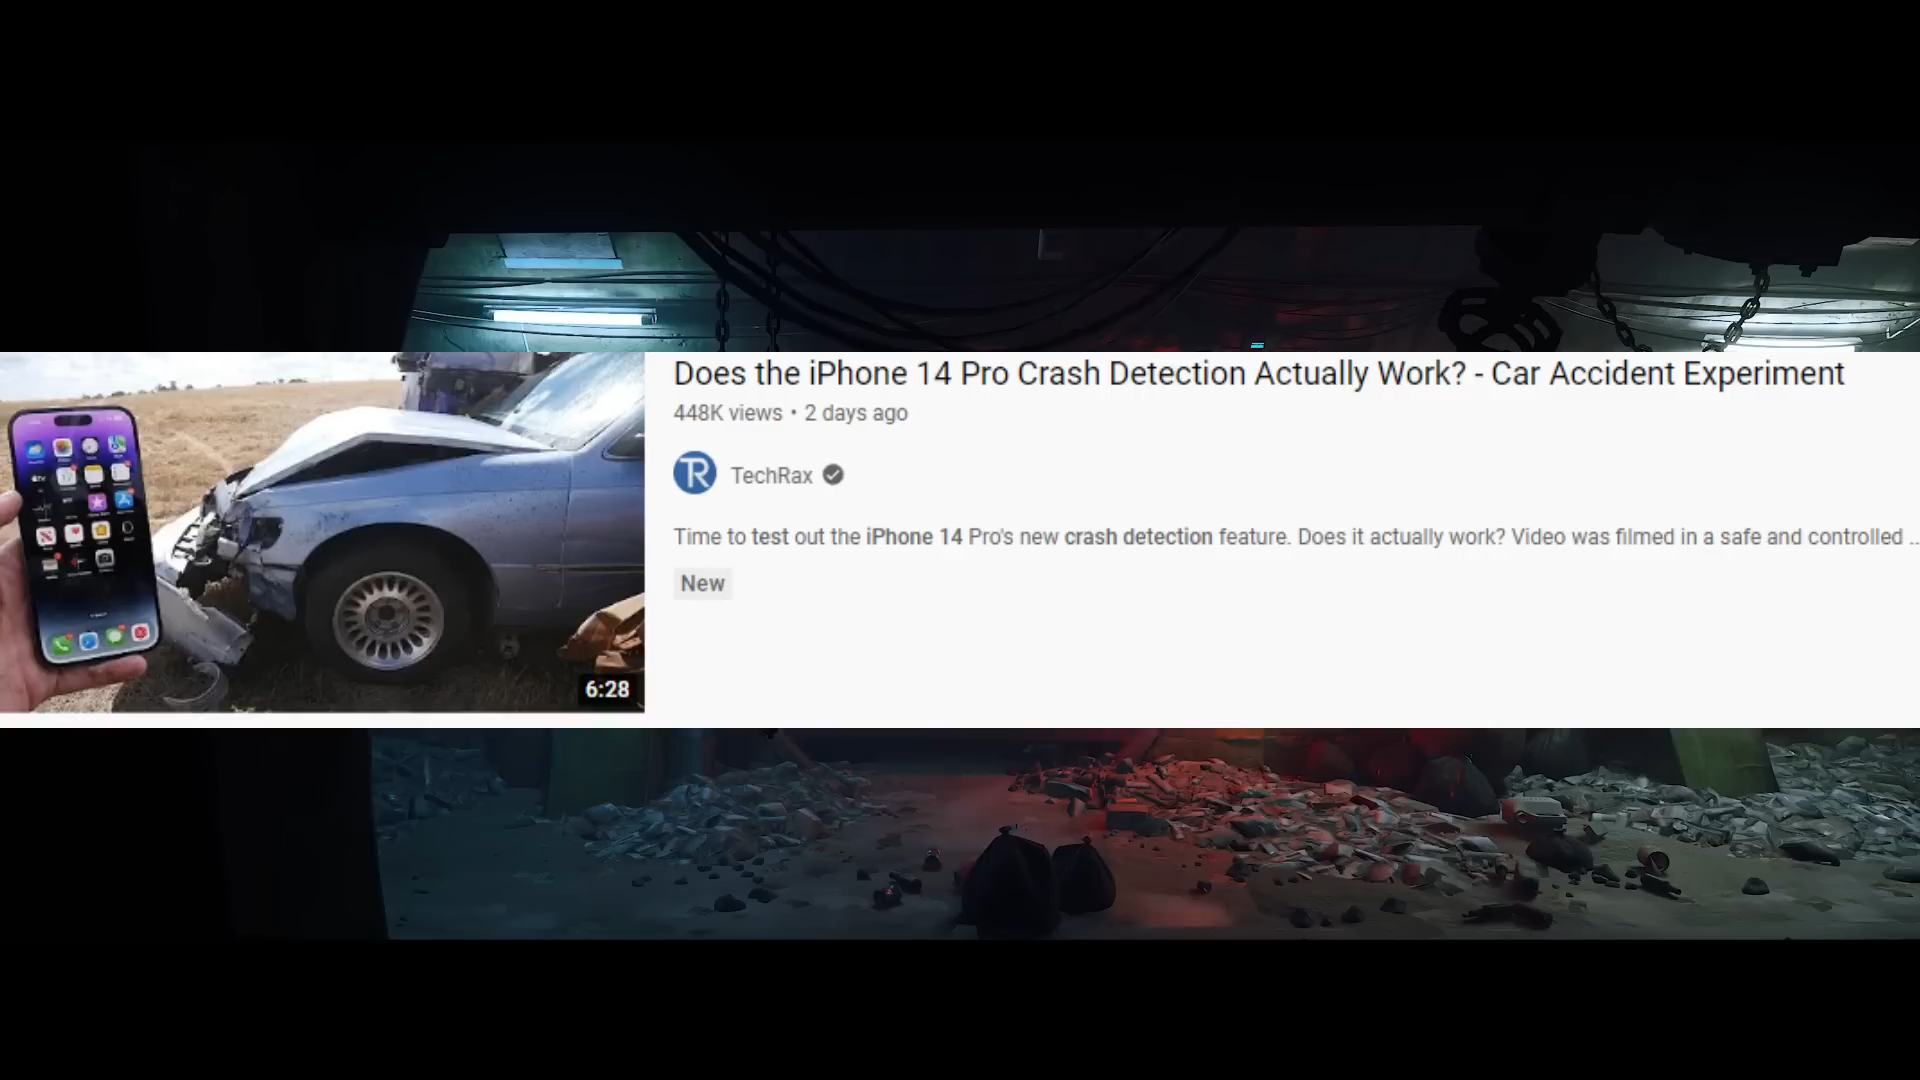 Does the iPhone 14 Pro Crash Detection Actually Work? - Car Accident Experiment
448K views • 2 days ago
TR TechRax
Time to test out the iPhone 14 Pro's new crash detection feature. Does it actually work? Video was filmed in a safe and controlled ...
New
6:28